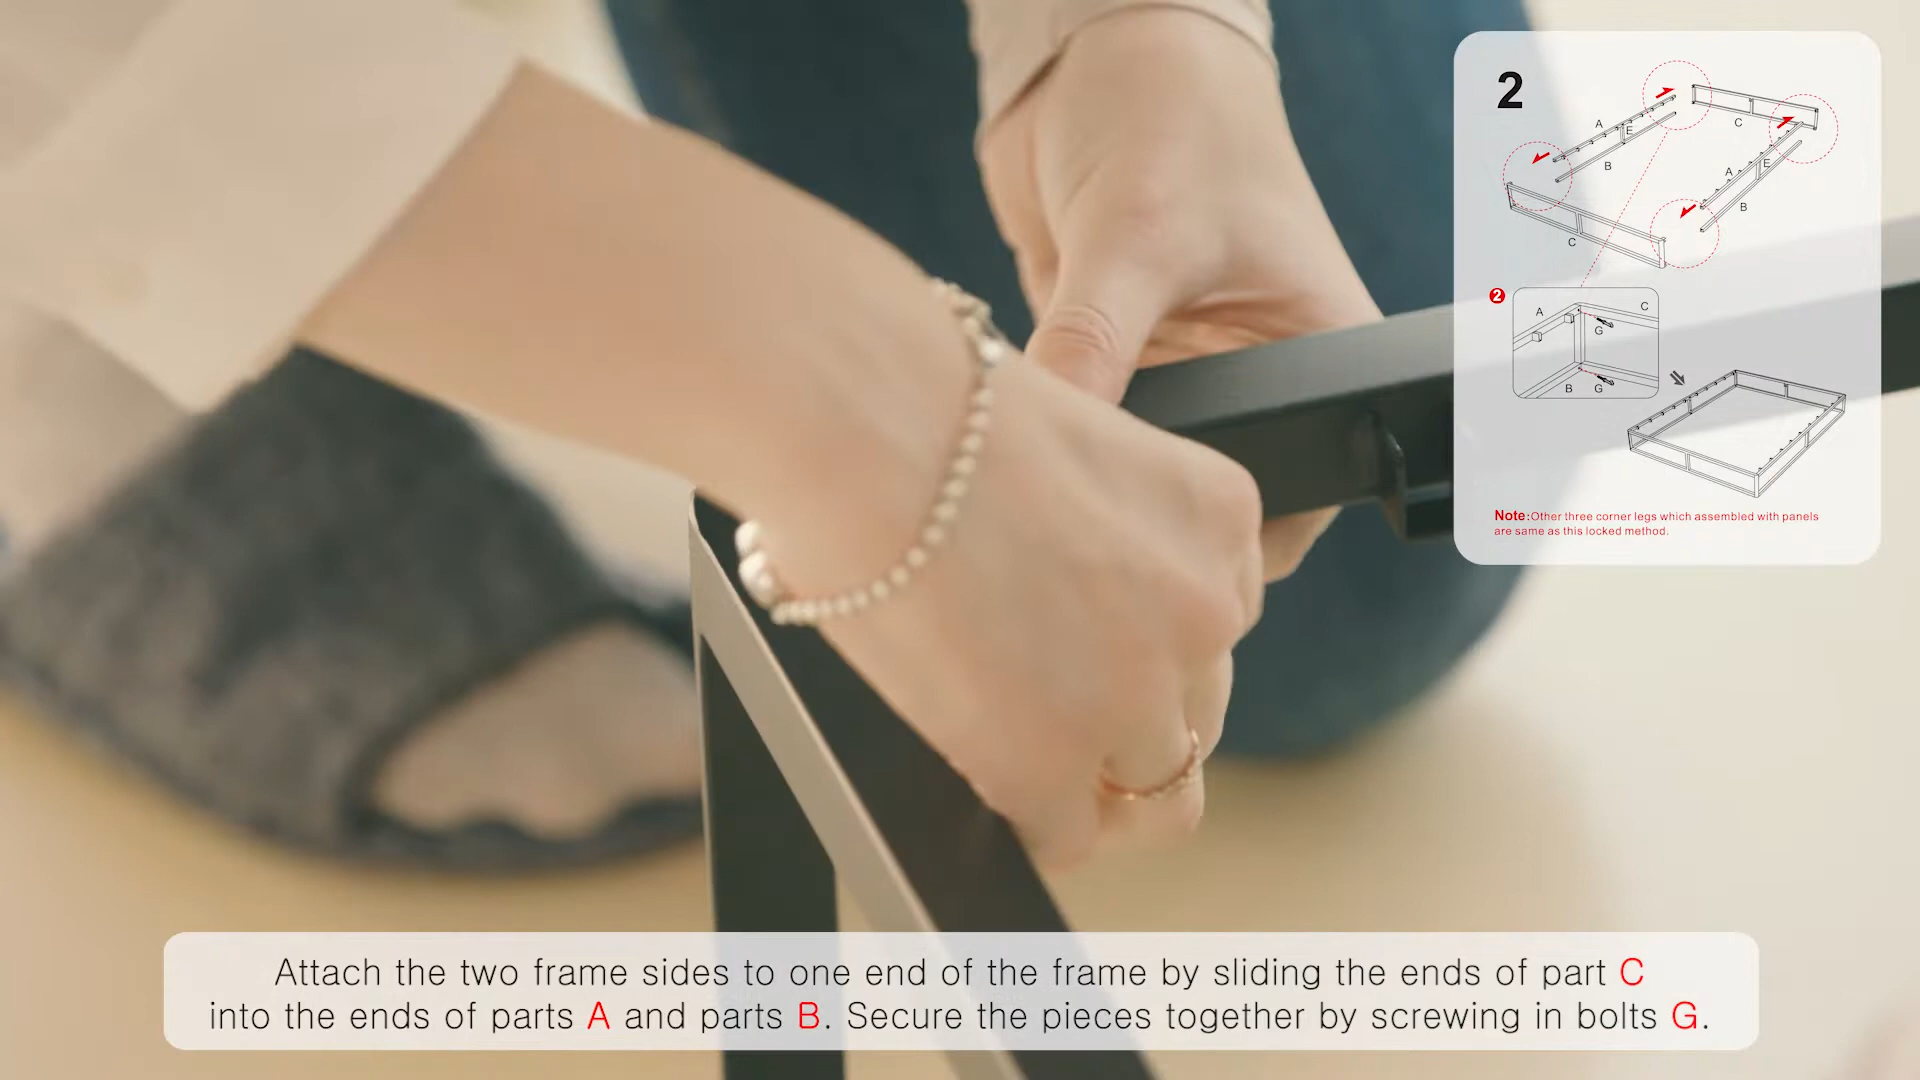 2
A
E
C
B
A
E
B
C
2
A
C
G
B
G
Note:Other three corner legs which assembled with panels
are same as this locked method.
Attach the two frame sides to one end of the frame by sliding the ends of part C
into the ends of parts A and parts B. Secure the pieces together by screwing in bolts G.